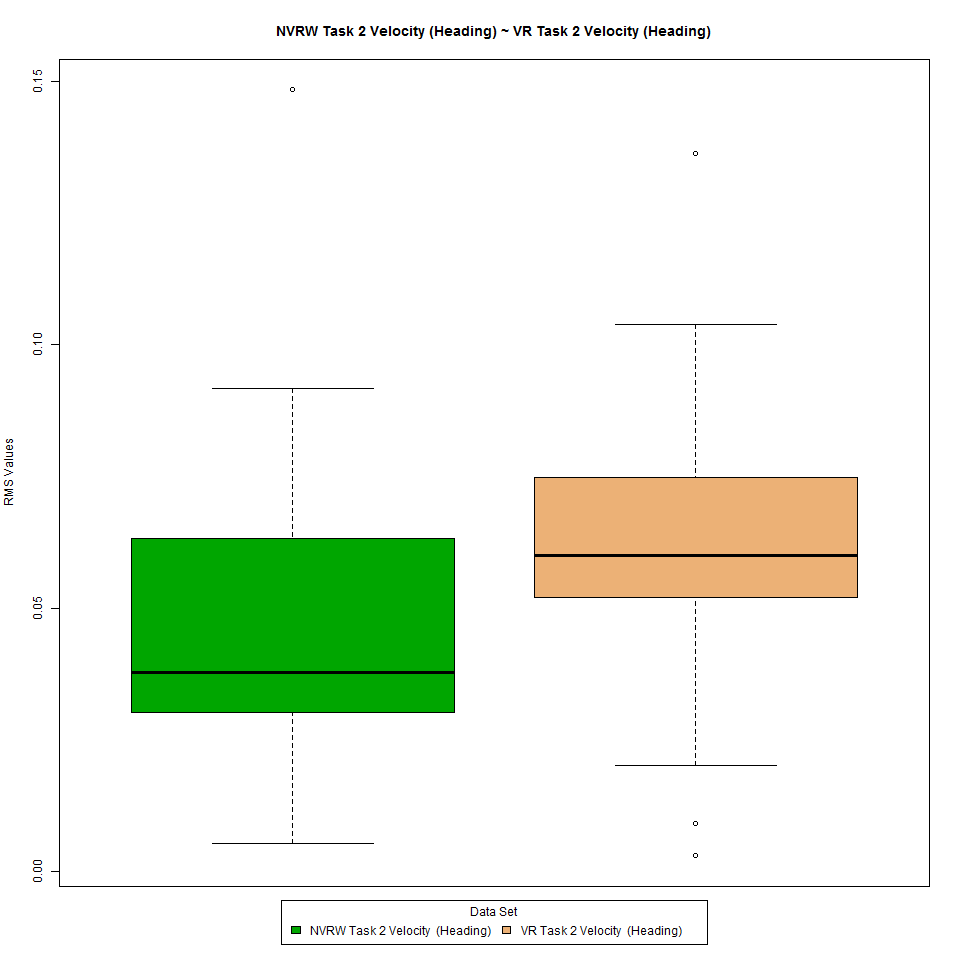 NVRW Task 2 Velocity (Heading) ~ VR Task 2 Velocity (Heading)
0.15
0.10
0.05
0.00
RMS Values
Data Set
NVRW Task 2 Velocity (Heading) VR Task 2 Velocity (Heading)